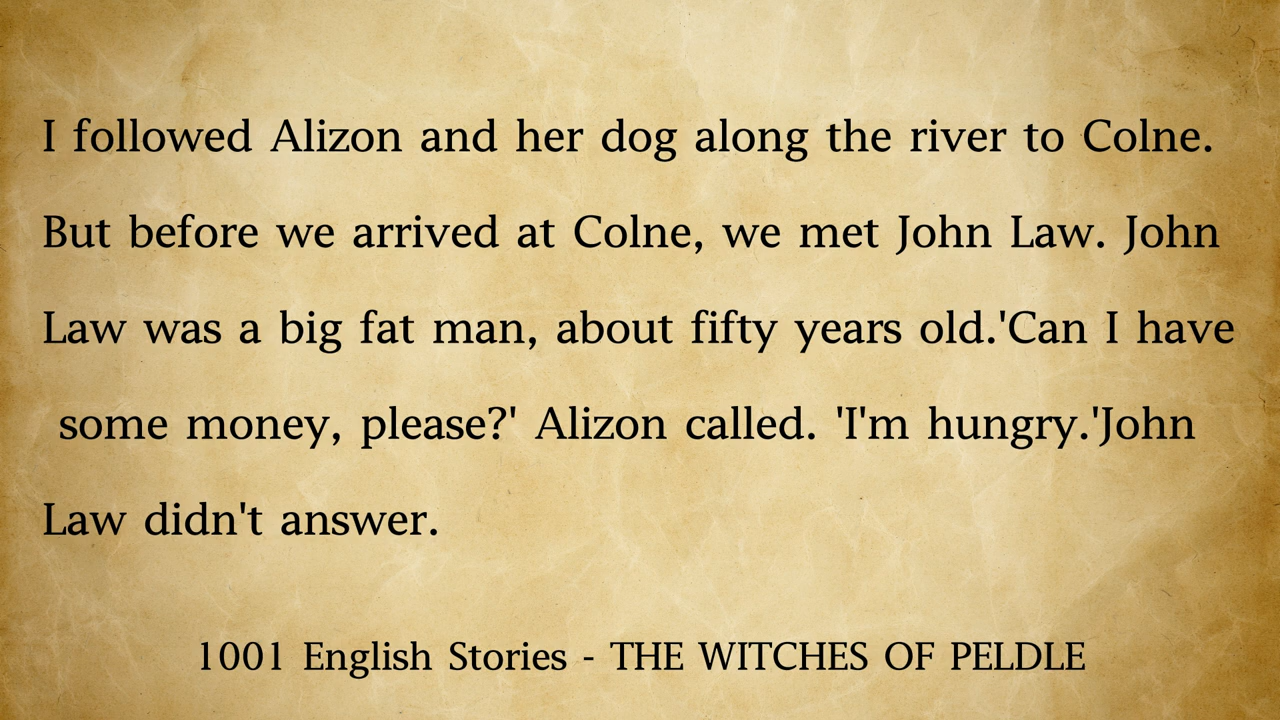 I followed Alizon and her dog along the river to Colne.
But before we arrived at Colne, we met John Law. John
Law was a big fat man, about fifty years old.'Can I have
some money, please?' Alizon called. 'I'm hungry.'John
Law didn't answer.
1001 English Stories - THE WITCHES OF PELDLE